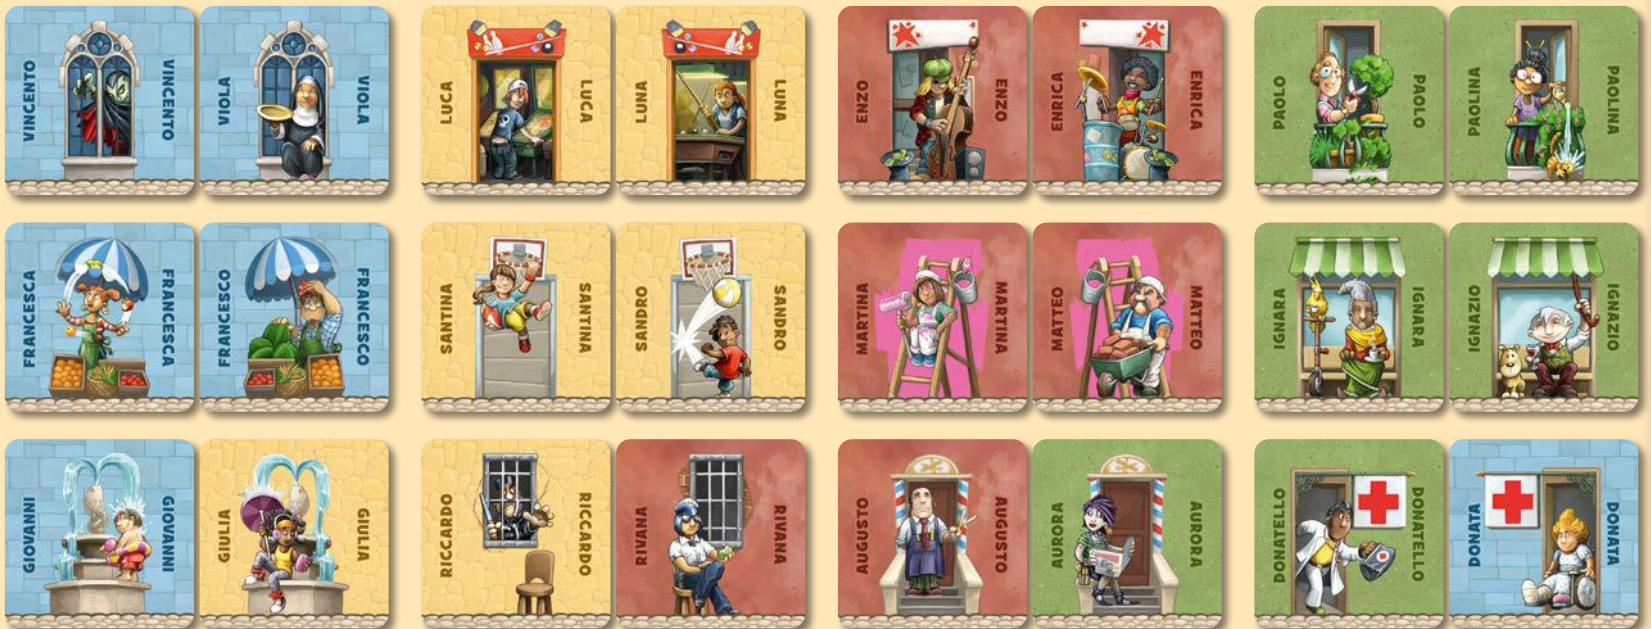 VINCENTO VINCENTO
VIOLA VIOLA
LUCA LUCA
LUNA LUNA
ENZO ENZO
ENRICA ENRICA
PAOLO PAOLO
PAOLINA PAOLINA
FRANCESCA FRANCESCA
FRANCESCO FRANCESCO
SANTINA SANTINA
SANDRO SANDRO
MARTINA MARTINA
MATTEO MATTEO
IGNARA IGNARA
IGNAZIO IGNAZIO
GIOVANNI GIOVANNI
GIULIA GIULIA
RICCARDO RICCARDO
RIVANA RIVANA
AUGUSTO AUGUSTO
AURORA AURORA
DONATELLO DONATELLO
DONATA DONATA